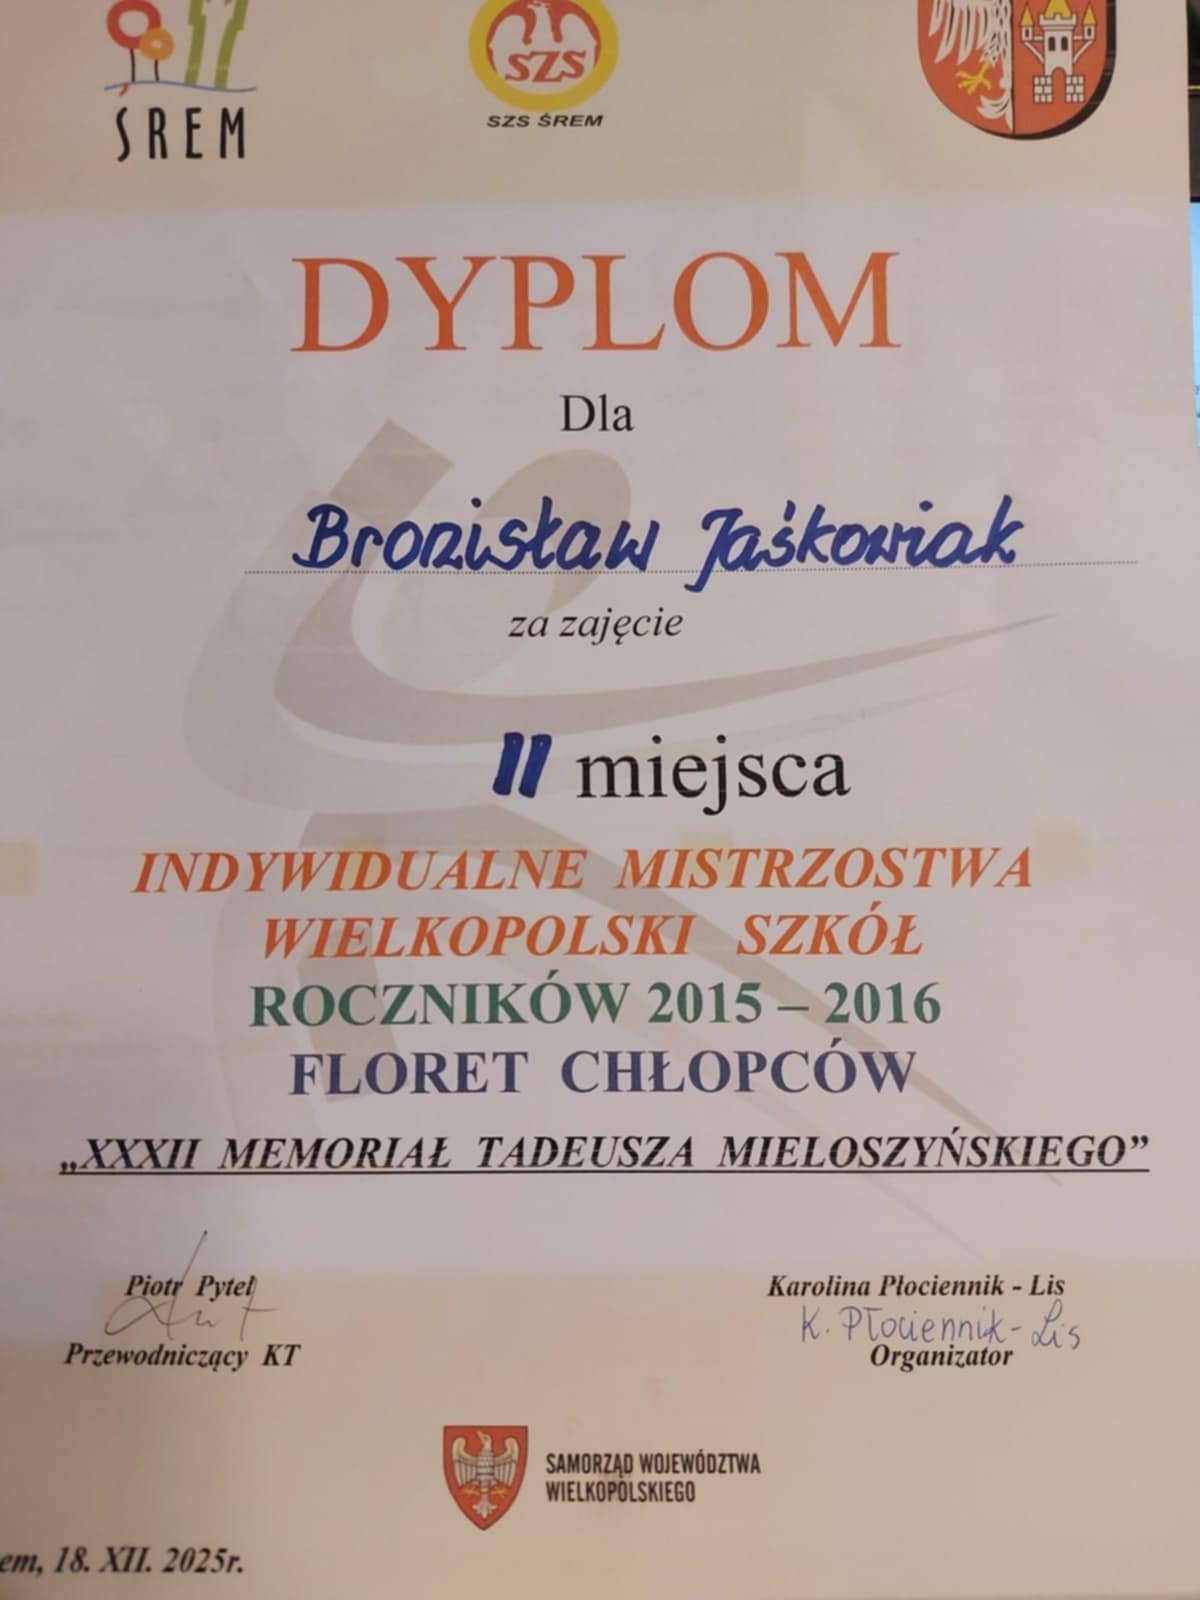 ŚREM
SZS
SZS ŚREM
DYPLOM
Dla
Bronisław Jaśkowiak
za zajęcie
II miejsca
INDYWIDUALNE MISTRZOSTWA
WIELKOPOLSKI SZKÓŁ
ROCZNIKÓW 2015 – 2016
FLORET CHŁOPCÓW
„XXXII MEMORIAŁ TADEUSZA MIELOSZYŃSKIEGO”
Piotr Pytel
Przewodniczący KT
Karolina Płociennik - Lis
K. Płociennik - Lis
Organizator
SAMORZĄD WOJEWÓDZTWA
WIELKOPOLSKIEGO
em, 18. XII. 2025r.